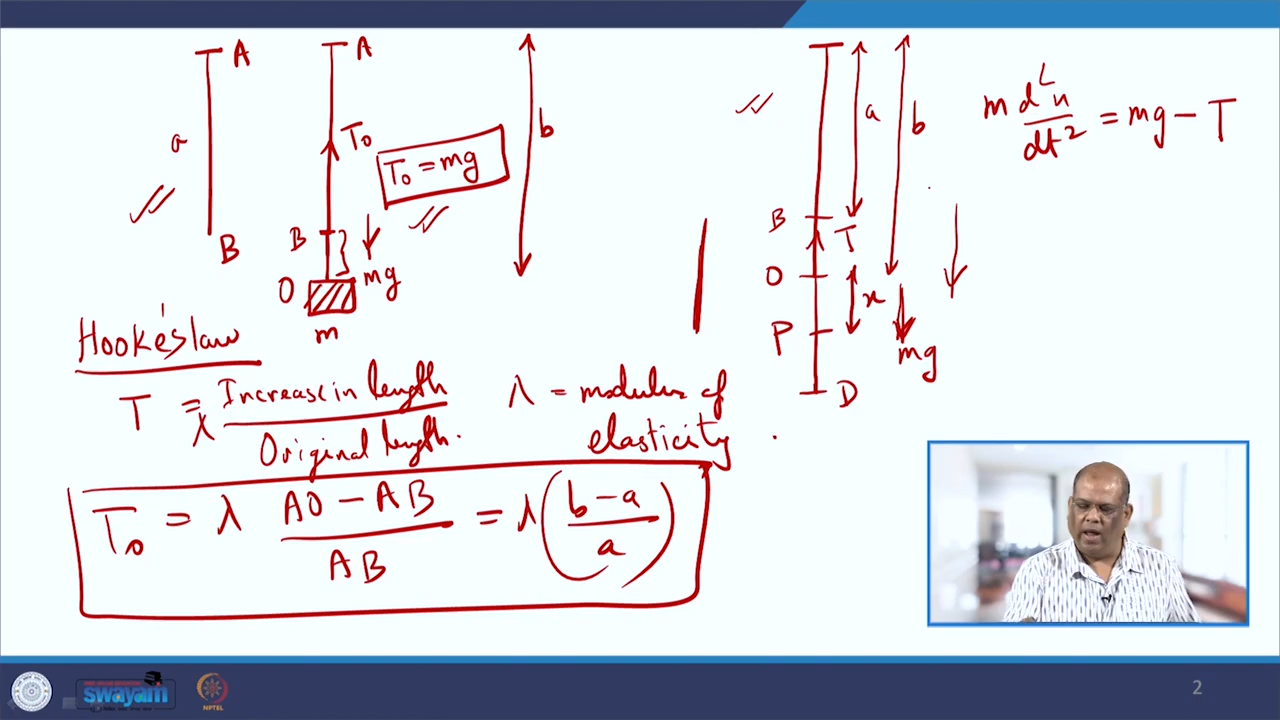 A
a
B
A
T₀
T₀ = mg
B
mg
O
m
b
a
b
B
T
O
x
P
mg
D
m d²x/dt² = mg − T
Hooke's law
T = λ Increase in length / Original length.
λ = modulus of elasticity.
T₀ = λ (AO − AB)/AB = λ((b − a)/a)
swayam
NPTEL
2